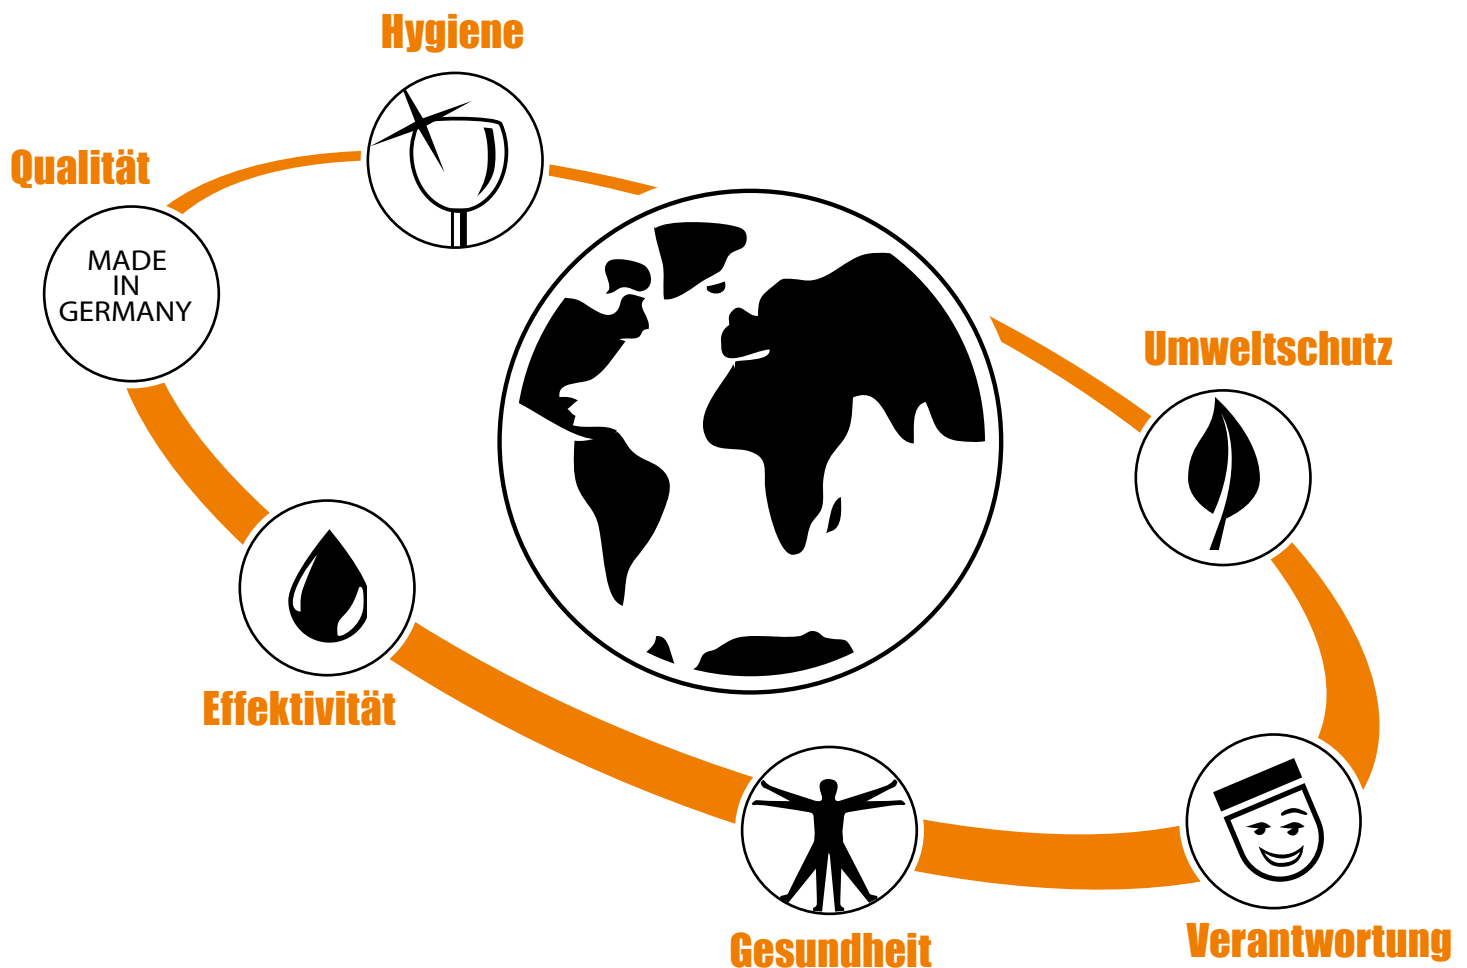 Hygiene
Qualität
MADE
IN
GERMANY
Umweltschutz
Effektivität
Gesundheit
Verantwortung